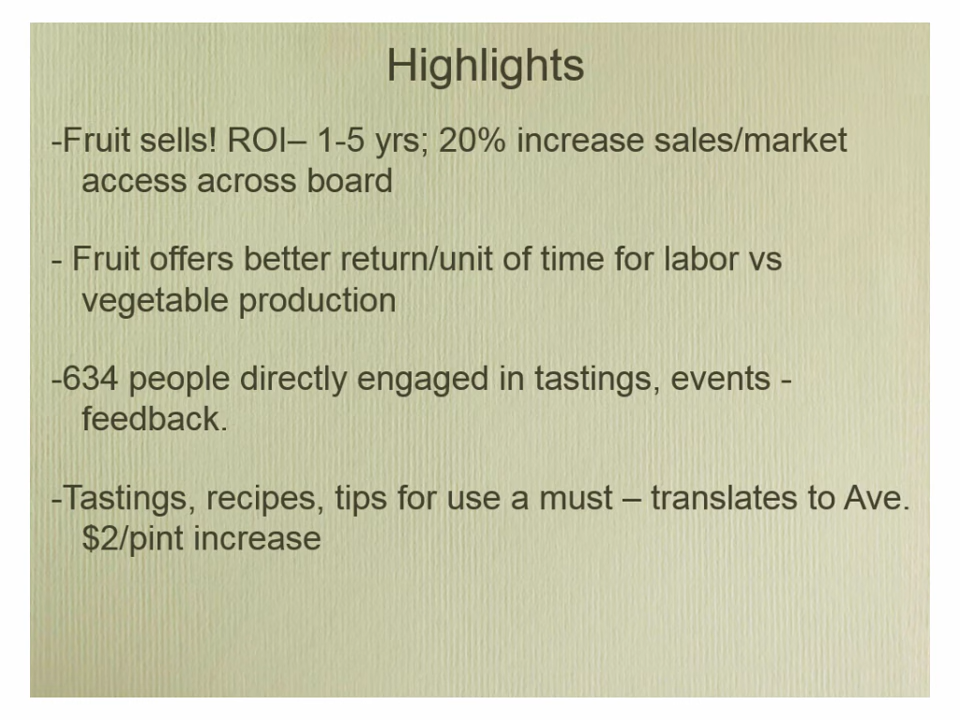 Highlights
-Fruit sells! ROI– 1-5 yrs; 20% increase sales/market
access across board
- Fruit offers better return/unit of time for labor vs
vegetable production
-634 people directly engaged in tastings, events -
feedback.
-Tastings, recipes, tips for use a must – translates to Ave.
$2/pint increase